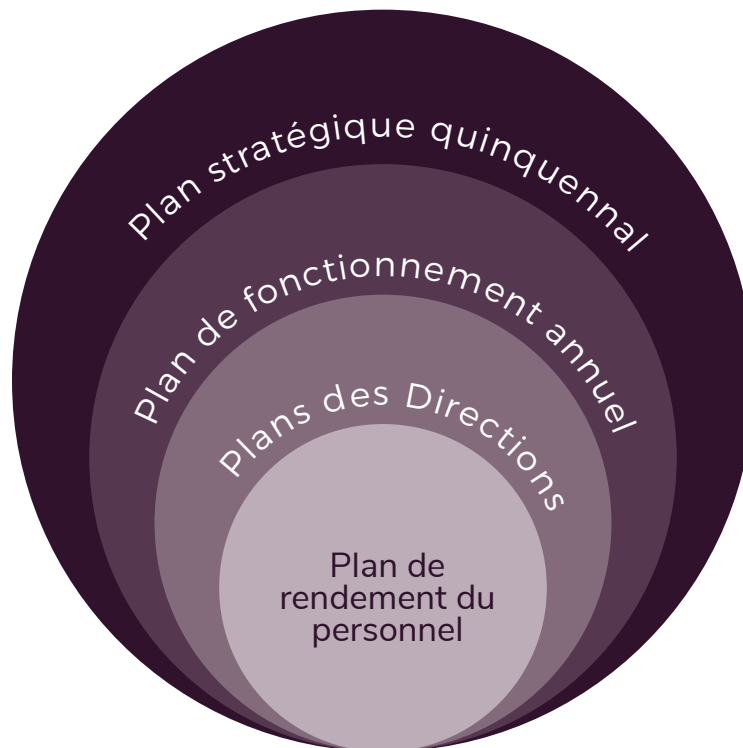 Plan stratégique quinquennal
Plan de fonctionnement annuel
Plans des Directions
Plan de
rendement du
personnel